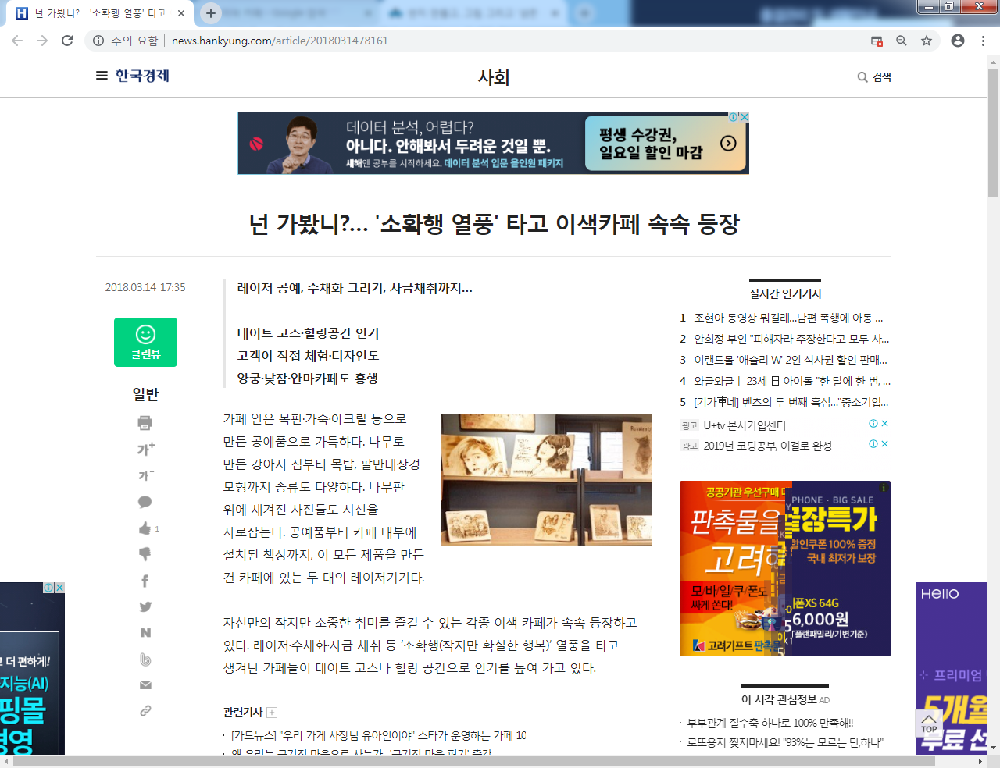 넌 가봤니?... '소확행 열풍' 타고
주의 요함
news.hankyung.com/article/2018031478161
한국경제
사회
검색
데이터 분석, 어렵다?
아니다. 안해봐서 두려운 것일 뿐.
새해엔 공부를 시작하세요. 데이터 분석 입문 올인원 패키지
평생 수강권,
일요일 할인 마감
넌 가봤니?... '소확행 열풍' 타고 이색카페 속속 등장
2018.03.14 17:35
클린뷰
일반
가+
가-
1
레이저 공예, 수채화 그리기, 사금채취까지...
데이트 코스·힐링공간 인기
고객이 직접 체험·디자인도
양궁·낮잠·안마카페도 흥행
카페 안은 목판·가죽·아크릴 등으로
만든 공예품으로 가득하다. 나무로
만든 강아지 집부터 목탑, 팔만대장경
모형까지 종류도 다양하다. 나무판
위에 새겨진 사진들도 시선을
사로잡는다. 공예품부터 카페 내부에
설치된 책상까지, 이 모든 제품을 만든
건 카페에 있는 두 대의 레이저기기다.
자신만의 작지만 소중한 취미를 즐길 수 있는 각종 이색 카페가 속속 등장하고
있다. 레이저·수채화·사금 채취 등 ‘소확행(작지만 확실한 행복)’ 열풍을 타고
생겨난 카페들이 데이트 코스나 힐링 공간으로 인기를 높여 가고 있다.
관련기사
· [카드뉴스] "우리 가게 사장님 유아인이야" 스타가 운영하는 카페 10
실시간 인기기사
1 조현아 동영상 뭐길래...남편 폭행에 아동 ...
2 안희정 부인 "피해자라 주장한다고 모두 사...
3 이랜드몰 '애슐리 W' 2인 식사권 할인 판매...
4 와글와글ㅣ 23세 日 아이돌 "한 달에 한 번, ...
5 [기가車네] 벤츠의 두 번째 흑심..."중소기업...
광고 U+tv 본사가입센터
광고 2019년 코딩공부, 이걸로 완성
공공기관 우선구매
판촉물을
고려
모/바/일/쿠/폰도
싸게 쏜다!
고려기프트 판촉
PHONE · BIG SALE
할장특가
할인쿠폰 100% 증정
국내 최저가 보장
폰XS 64G
6,000원
플렌패밀리/기변기준)
이 시각 관심정보 AD
· 부부관계 질수축 하나로 100% 만족해!!
· 로또용지 찢지마세요! "93%는 모르는 단,하나"
더 편하게!
지능(AI)
핑몰
경영
Hello
프리미엄
5개월
무료 선
TOP